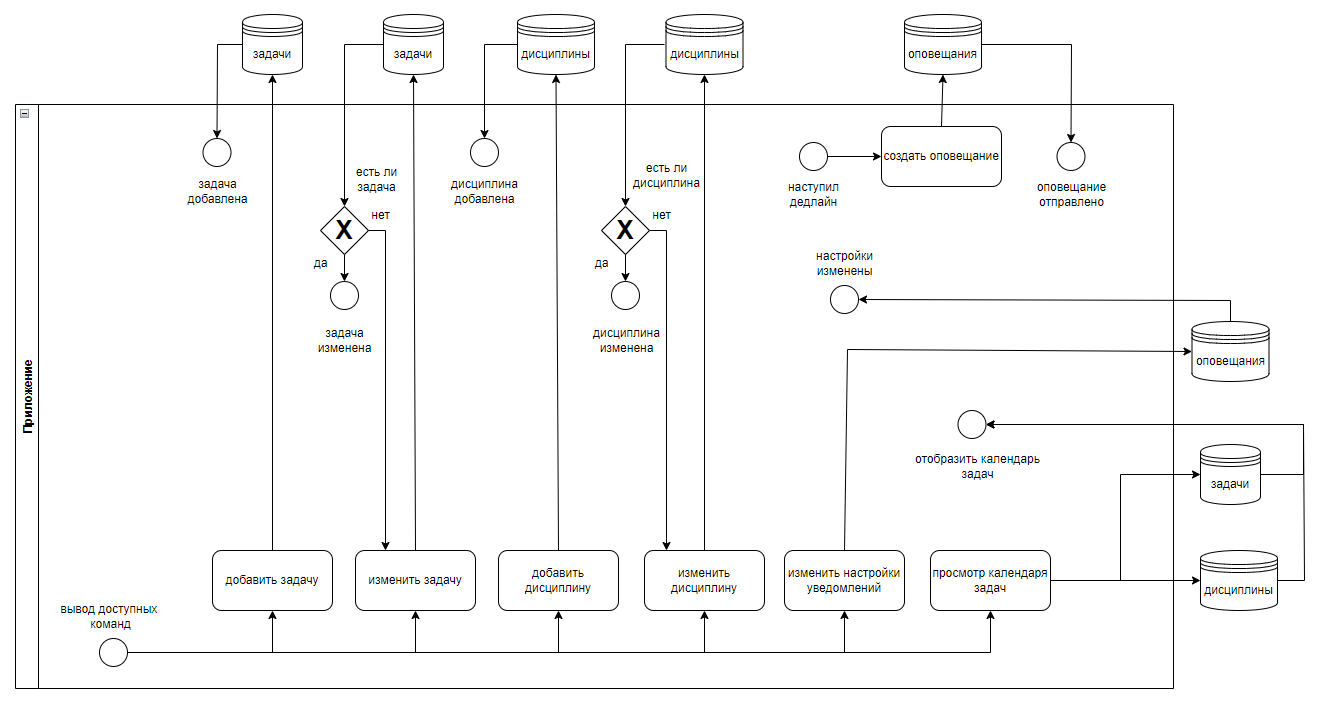 задачи
задачи
дисциплины
дисциплины
оповещания
создать оповещание
задача
добавлена
есть ли
задача
дисциплина
добавлена
есть ли
дисциплина
наступил
дедлайн
оповещание
отправлено
нет
X
да
нет
X
да
задача
изменена
дисциплина
изменена
настройки
изменены
оповещания
Приложение
отобразить календарь
задач
задачи
добавить задачу
изменить задачу
добавить
дисциплину
изменить
дисциплину
изменить настройки
уведомлений
просмотр календаря
задач
дисциплины
вывод доступных
команд